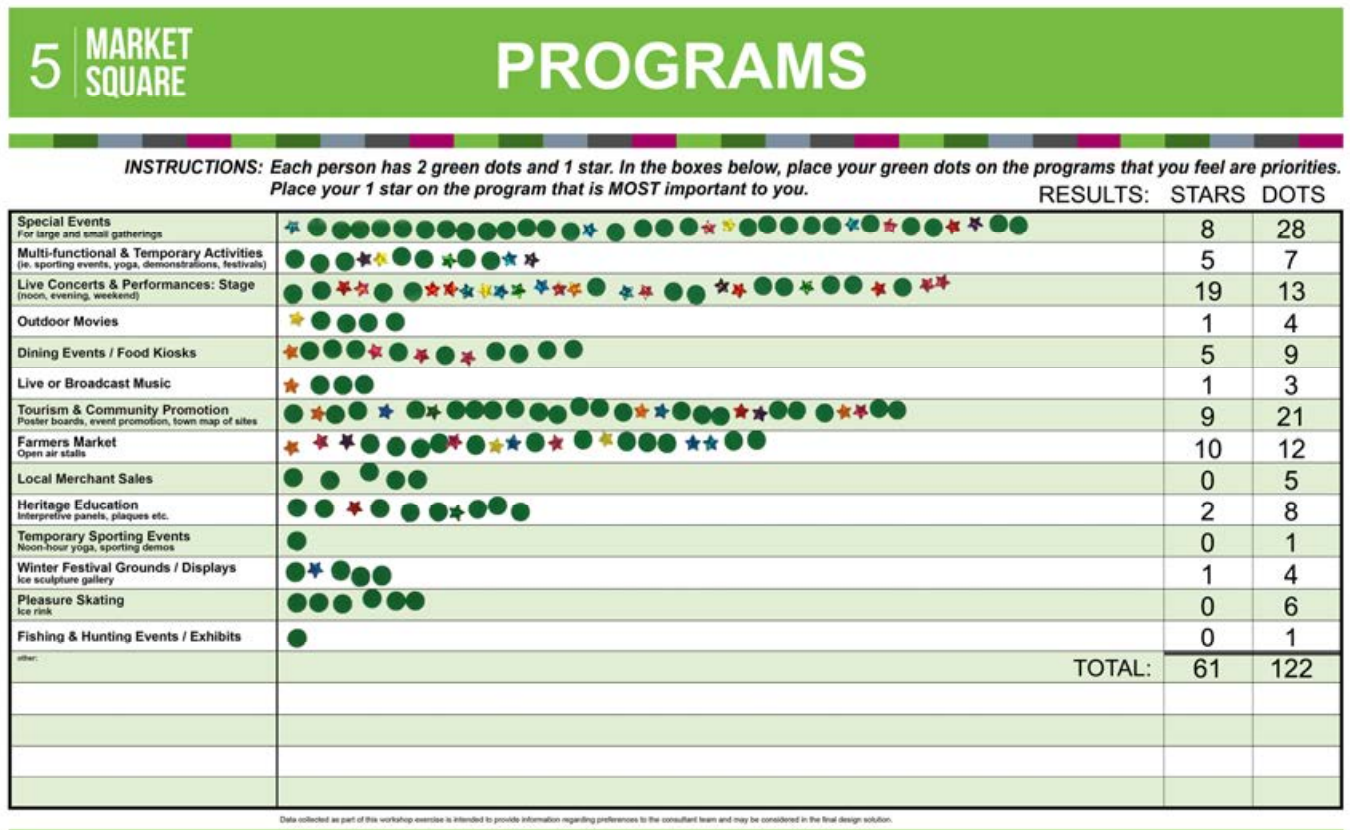 5 MARKET SQUARE
PROGRAMS
INSTRUCTIONS: Each person has 2 green dots and 1 star. In the boxes below, place your green dots on the programs that you feel are priorities.
Place your 1 star on the program that is MOST important to you.
RESULTS: STARS DOTS
Special Events 8 28
For large and small gatherings
Multi-functional & Temporary Activities 5 7
(ie. sporting events, yoga, demonstrations, festivals)
Live Concerts & Performances: Stage 19 13
(noon, evening, weekend)
Outdoor Movies 1 4
Dining Events / Food Kiosks 5 9
Live or Broadcast Music 1 3
Tourism & Community Promotion 9 21
Poster boards, event promotion, town map of sites
Farmers Market 10 12
Open air stalls
Local Merchant Sales 0 5
Heritage Education 2 8
Interpretive panels, plaques etc.
Temporary Sporting Events 0 1
Noon-hour yoga, sporting demos
Winter Festival Grounds / Displays 1 4
Ice sculpture gallery
Pleasure Skating 0 6
Ice rink
Fishing & Hunting Events / Exhibits 0 1
other:
TOTAL: 61 122
Data collected as part of this workshop exercise is intended to provide information regarding preferences to the consultant team and may be considered in the final design solution.